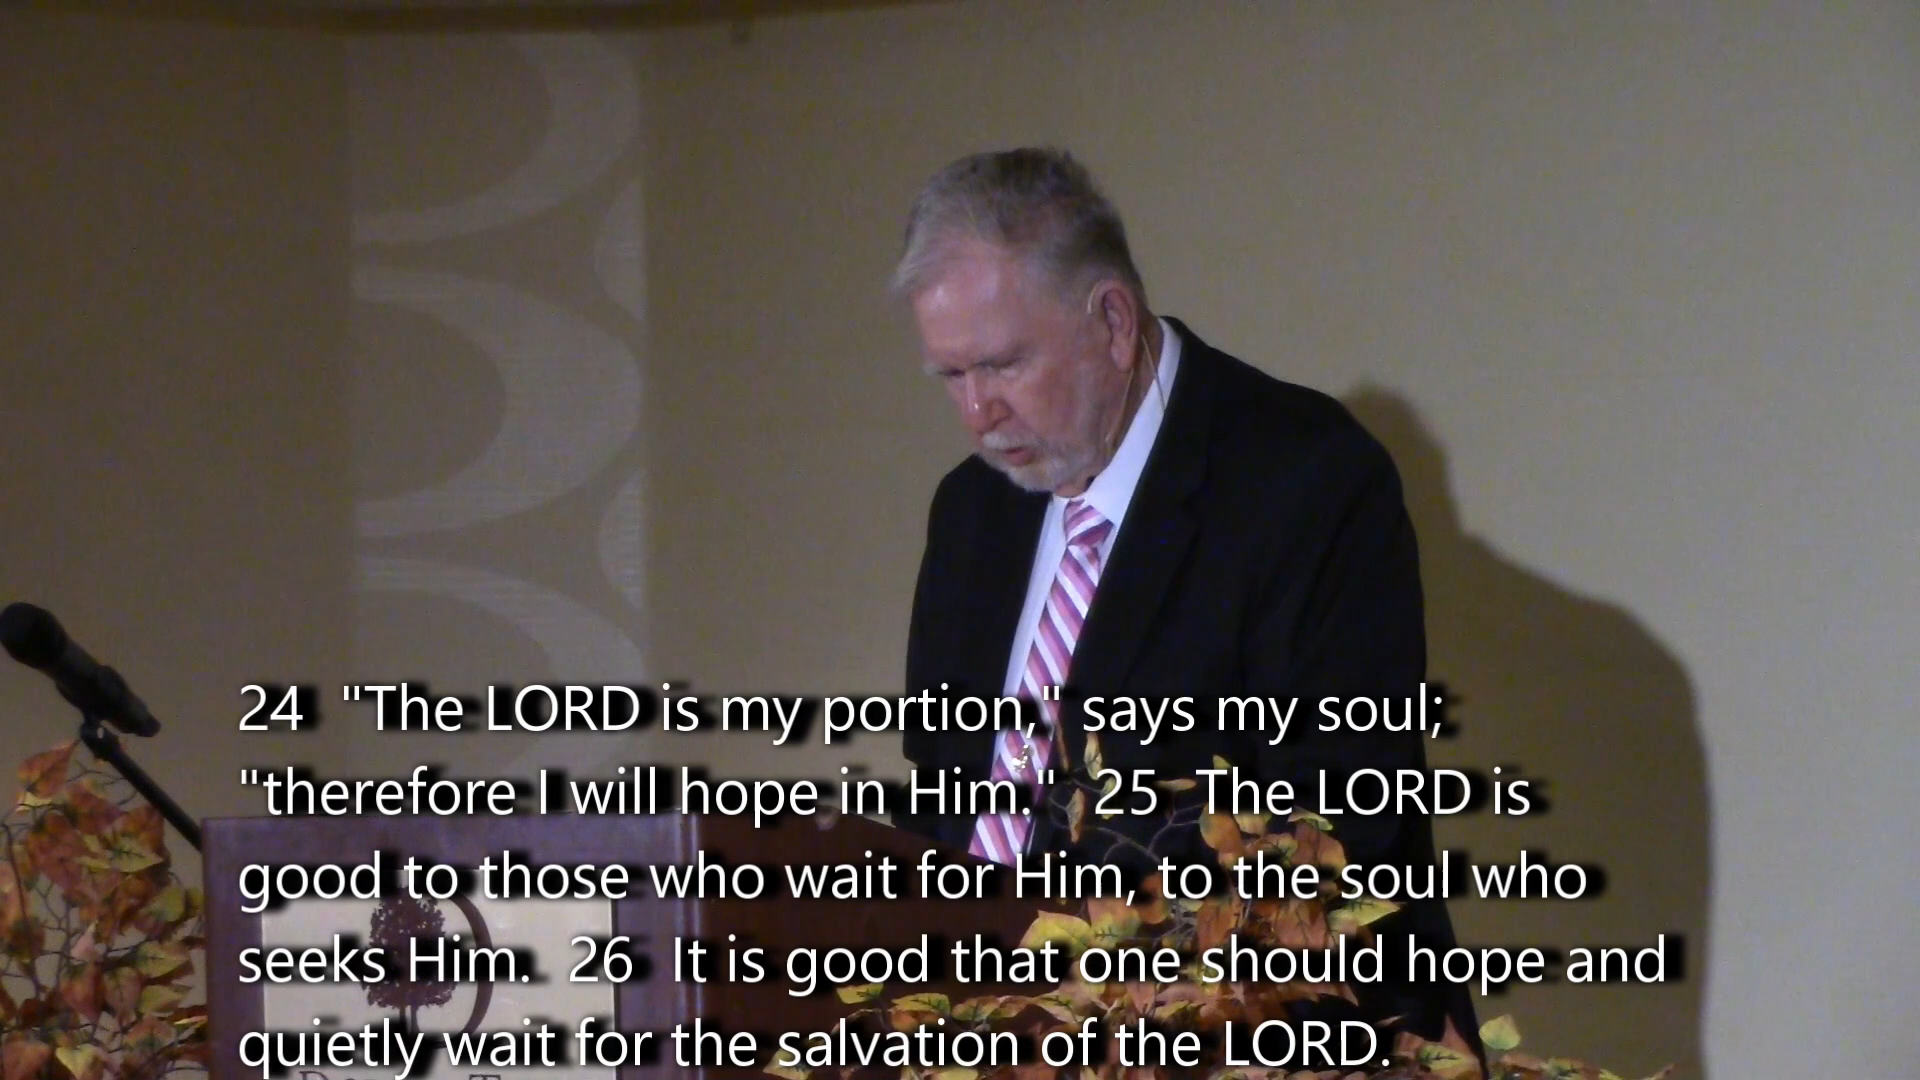 24 "The LORD is my portion," says my soul;
"therefore I will hope in Him." 25 The LORD is
good to those who wait for Him, to the soul who
seeks Him. 26 It is good that one should hope and
quietly wait for the salvation of the LORD.